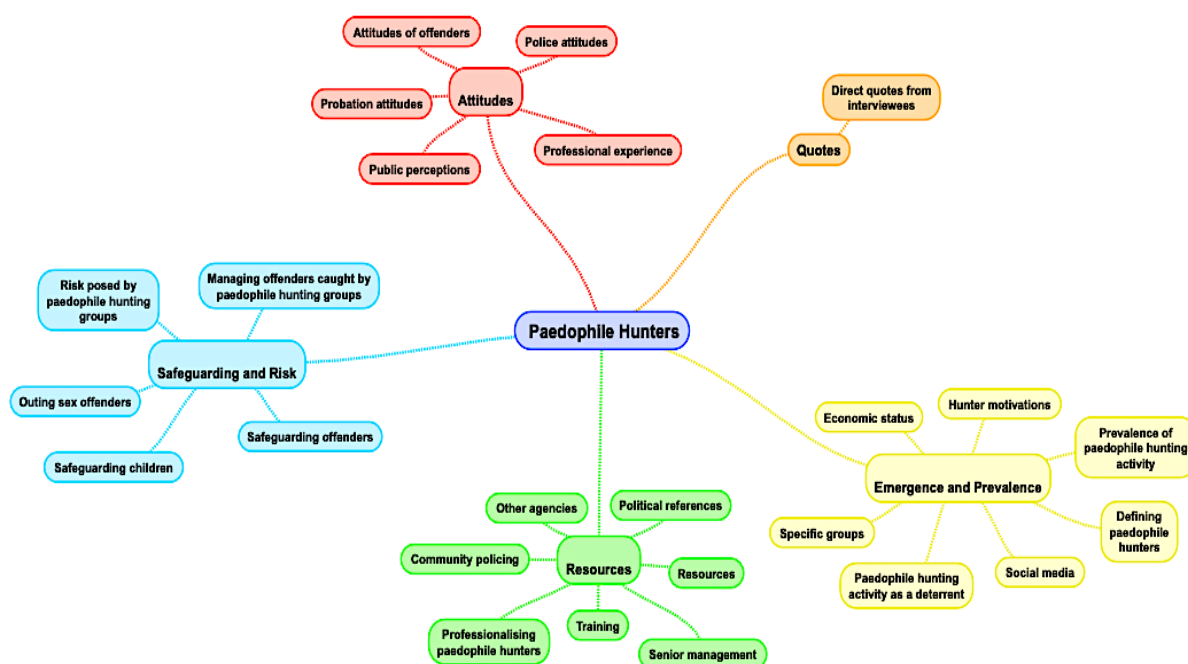 Attitudes of offenders
Police attitudes
Attitudes
Probation attitudes
Professional experience
Public perceptions
Direct quotes from
interviewees
Quotes
Paedophile Hunters
Risk posed by
paedophile hunting
groups
Managing offenders caught by
paedophile hunting groups
Safeguarding and Risk
Outing sex offenders
Safeguarding offenders
Safeguarding children
Other agencies
Political references
Community policing
Resources
Resources
Professionalising
paedophile hunters
Training
Senior management
Economic status
Hunter motivations
Prevalence of
paedophile hunting
activity
Emergence and Prevalence
Specific groups
Defining
paedophile
hunters
Paedophile hunting
activity as a deterrent
Social media